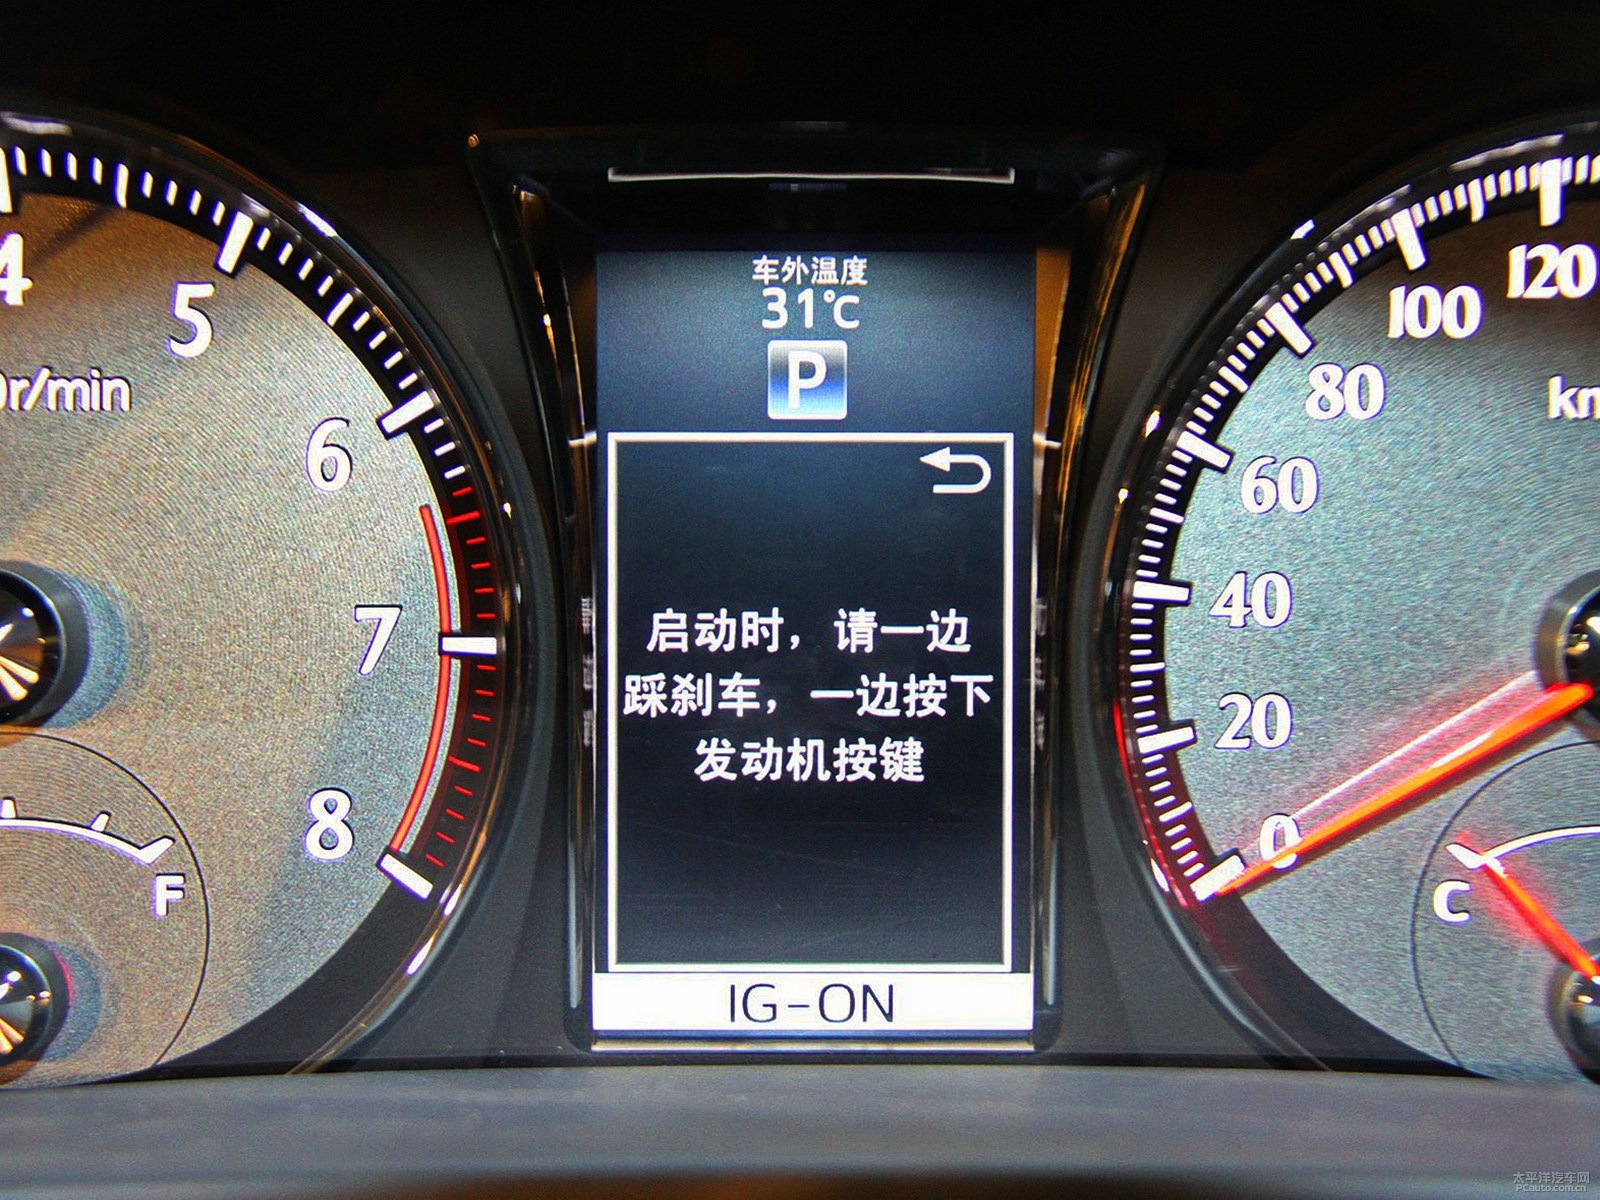 车外温度
31℃
P
启动时，请一边
踩刹车，一边按下
发动机按键
IG-ON
4
5
6
7
8
r/min
F
0
20
40
60
80
100
120
C
太平洋汽车网
PCauto.com.cn